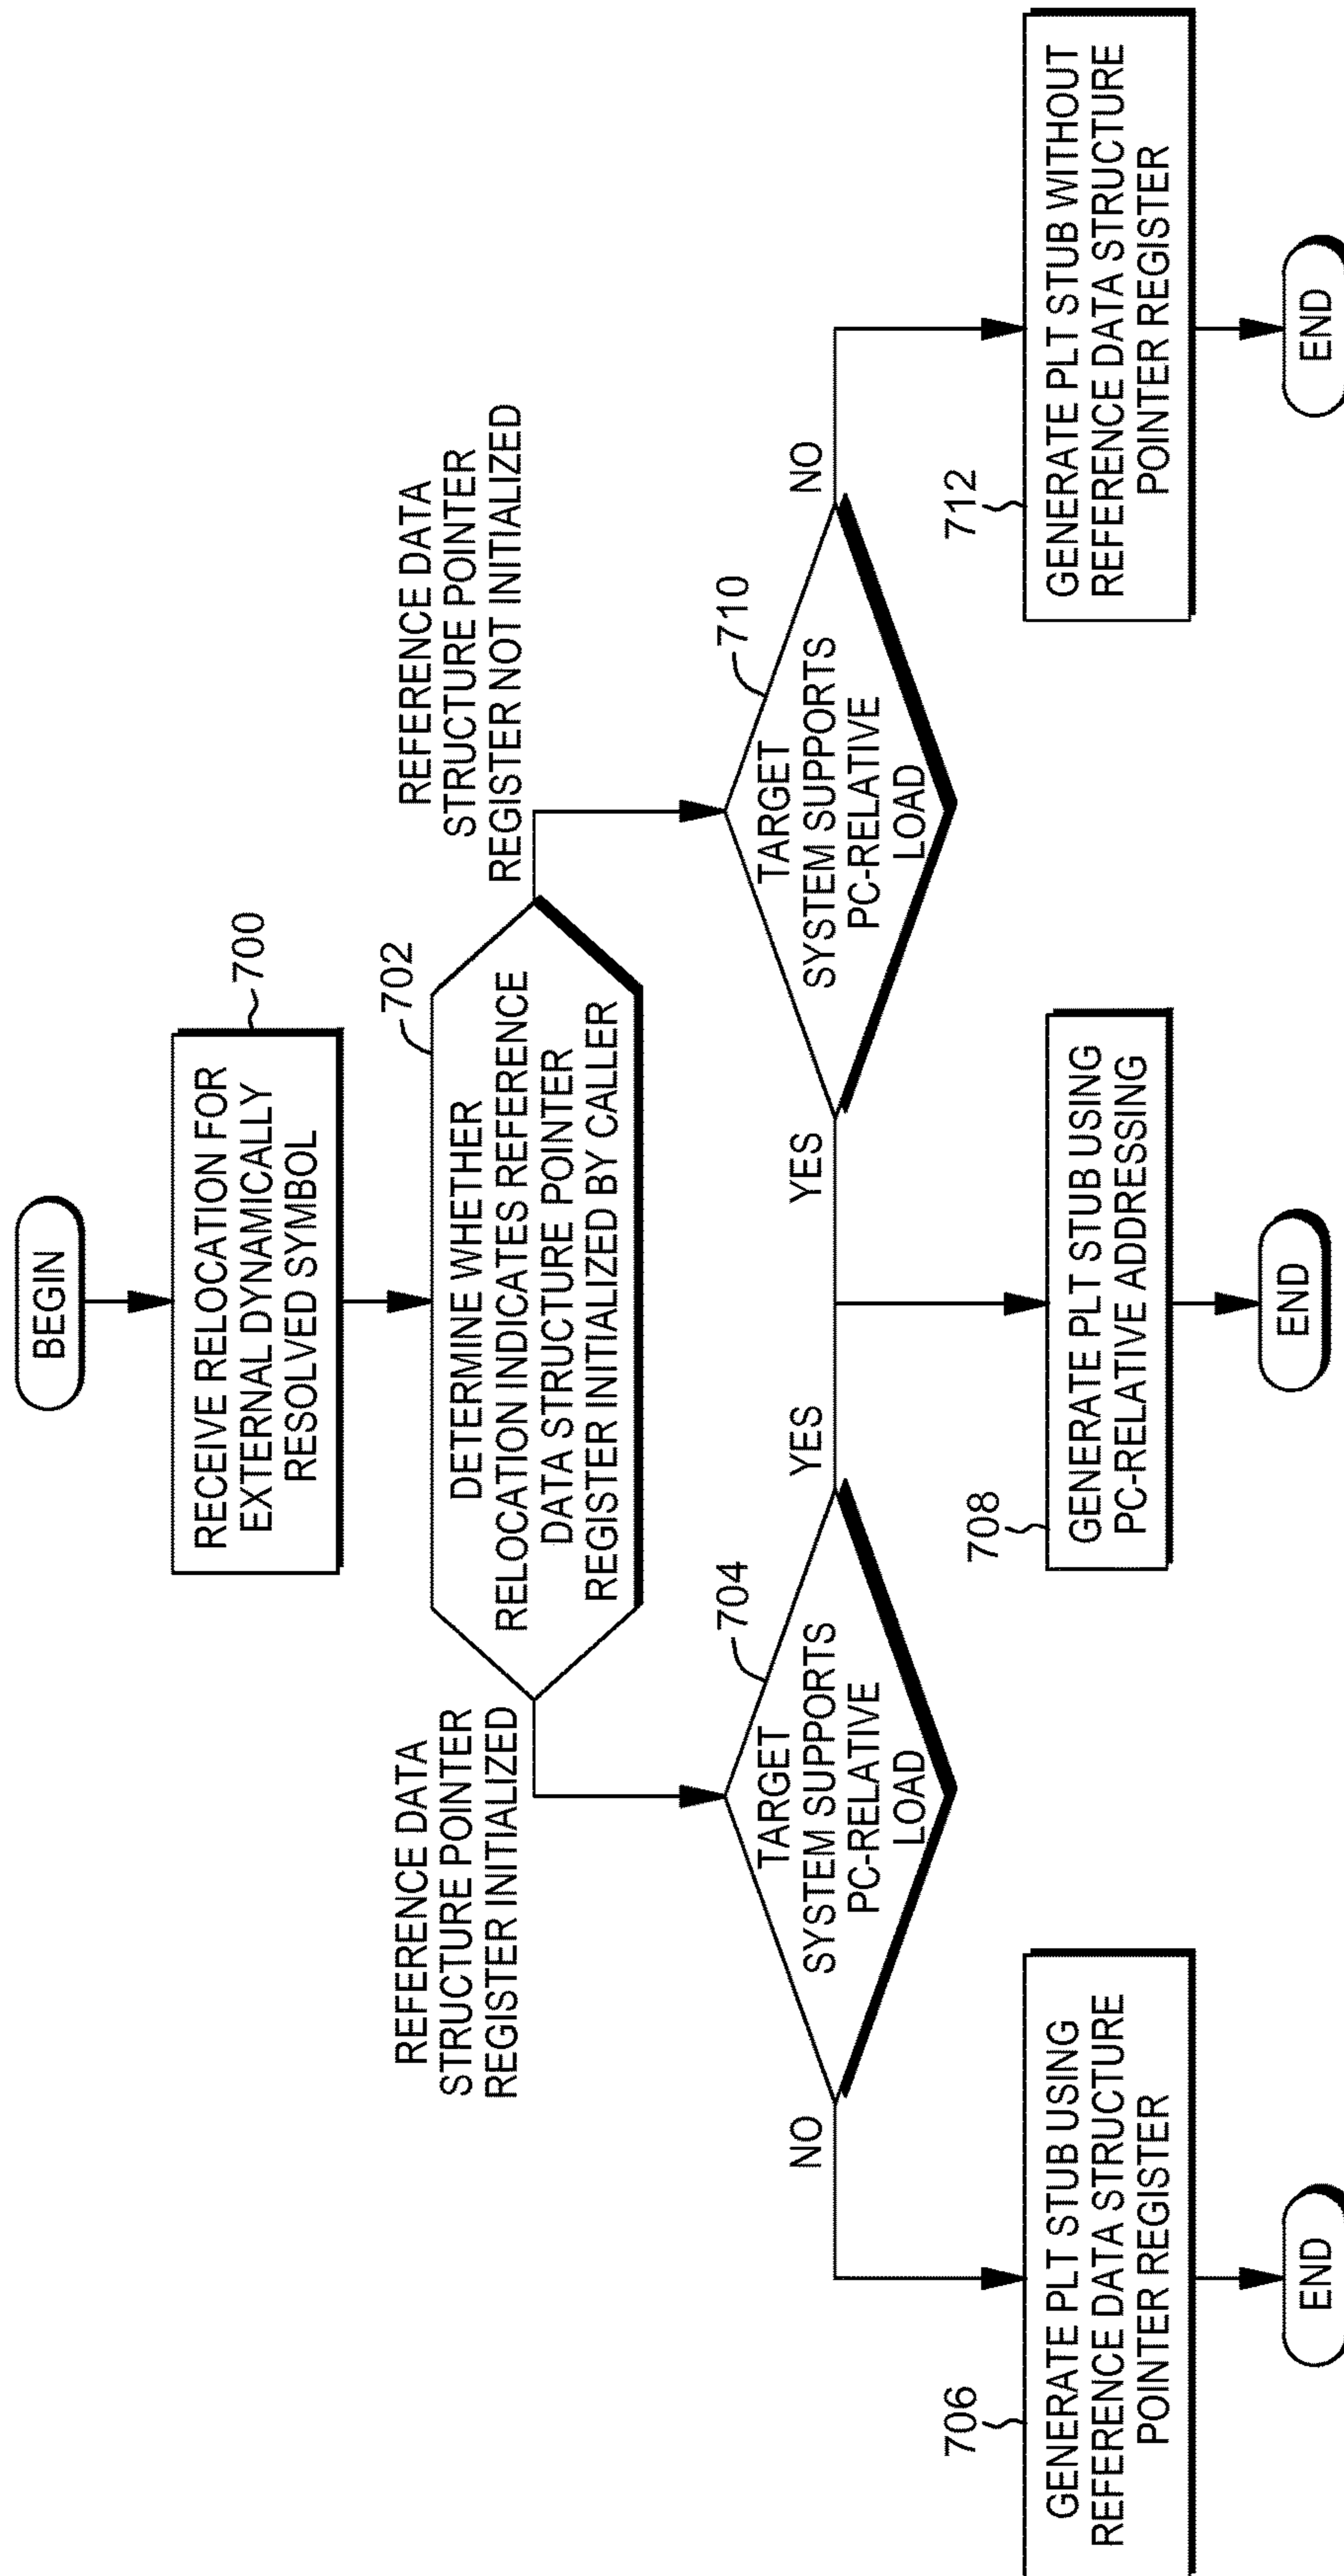 BEGIN
RECEIVE RELOCATION FOR
EXTERNAL DYNAMICALLY
RESOLVED SYMBOL
700
DETERMINE WHETHER
RELOCATION INDICATES REFERENCE
DATA STRUCTURE POINTER
REGISTER INITIALIZED BY CALLER
702
REFERENCE DATA
STRUCTURE POINTER
REGISTER INITIALIZED
REFERENCE DATA
STRUCTURE POINTER
REGISTER NOT INITIALIZED
TARGET
SYSTEM SUPPORTS
PC-RELATIVE
LOAD
704
NO
YES
TARGET
SYSTEM SUPPORTS
PC-RELATIVE
LOAD
710
YES
NO
706
GENERATE PLT STUB USING
REFERENCE DATA STRUCTURE
POINTER REGISTER
708
GENERATE PLT STUB USING
PC-RELATIVE ADDRESSING
712
GENERATE PLT STUB WITHOUT
REFERENCE DATA STRUCTURE
POINTER REGISTER
END
END
END